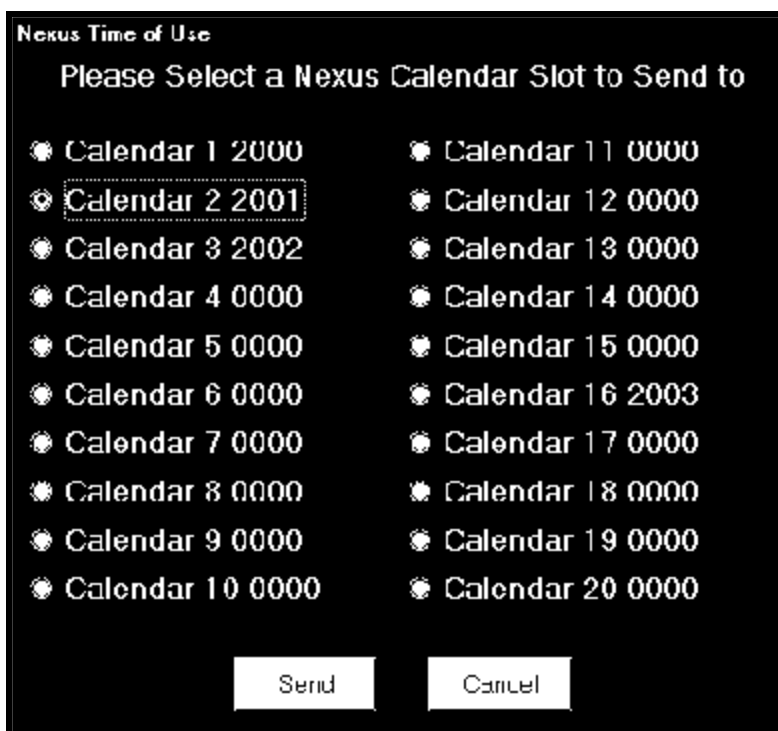 Nexus Time of Use
Please Select a Nexus Calendar Slot to Send to
Calendar 1 2000
Calendar 2 2001
Calendar 3 2002
Calendar 4 0000
Calendar 5 0000
Calendar 6 0000
Calendar 7 0000
Calendar 8 0000
Calendar 9 0000
Calendar 10 0000
Calendar 11 0000
Calendar 12 0000
Calendar 13 0000
Calendar 14 0000
Calendar 15 0000
Calendar 16 2003
Calendar 17 0000
Calendar 18 0000
Calendar 19 0000
Calendar 20 0000
Send
Cancel